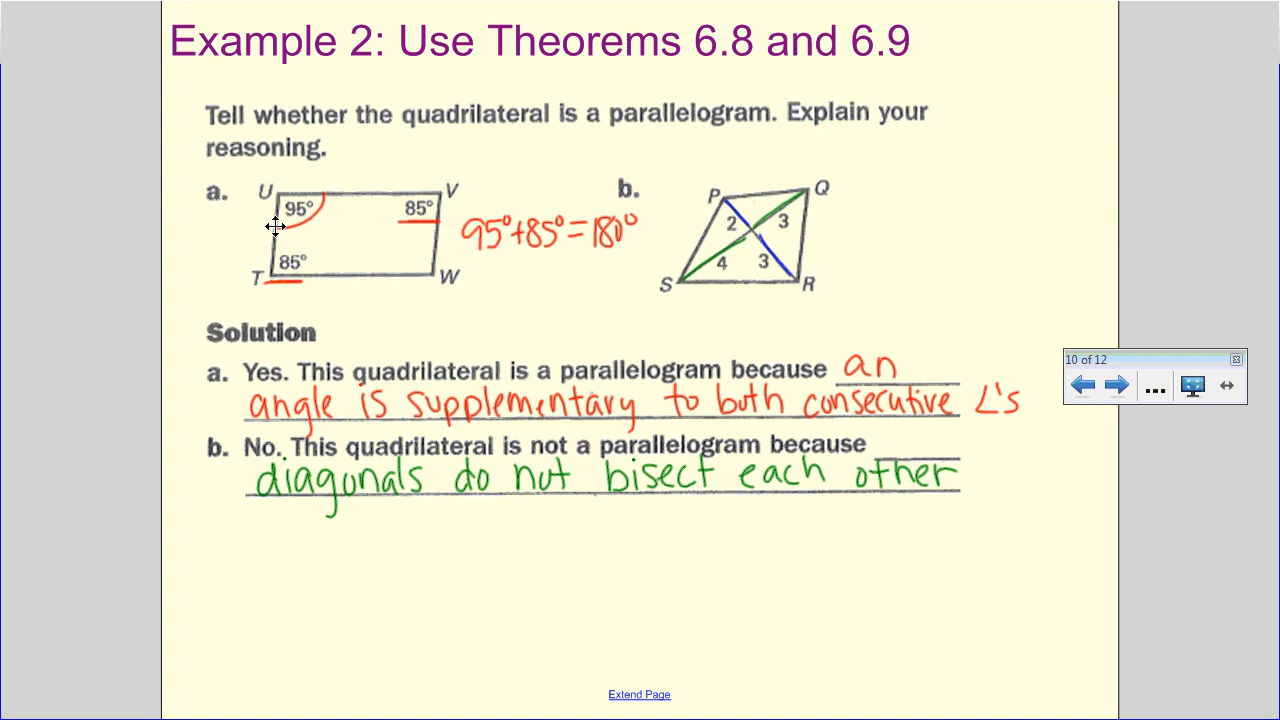 Example 2: Use Theorems 6.8 and 6.9
Tell whether the quadrilateral is a parallelogram. Explain your
reasoning.
a. U 95° V 85° T 85° W
95°+85°=180°
b. P Q 2 3 4 3 S R
Solution
a. Yes. This quadrilateral is a parallelogram because an
angle is supplementary to both consecutive ∠'s
b. No. This quadrilateral is not a parallelogram because
diagonals do not bisect each other
10 of 12
...
Extend Page